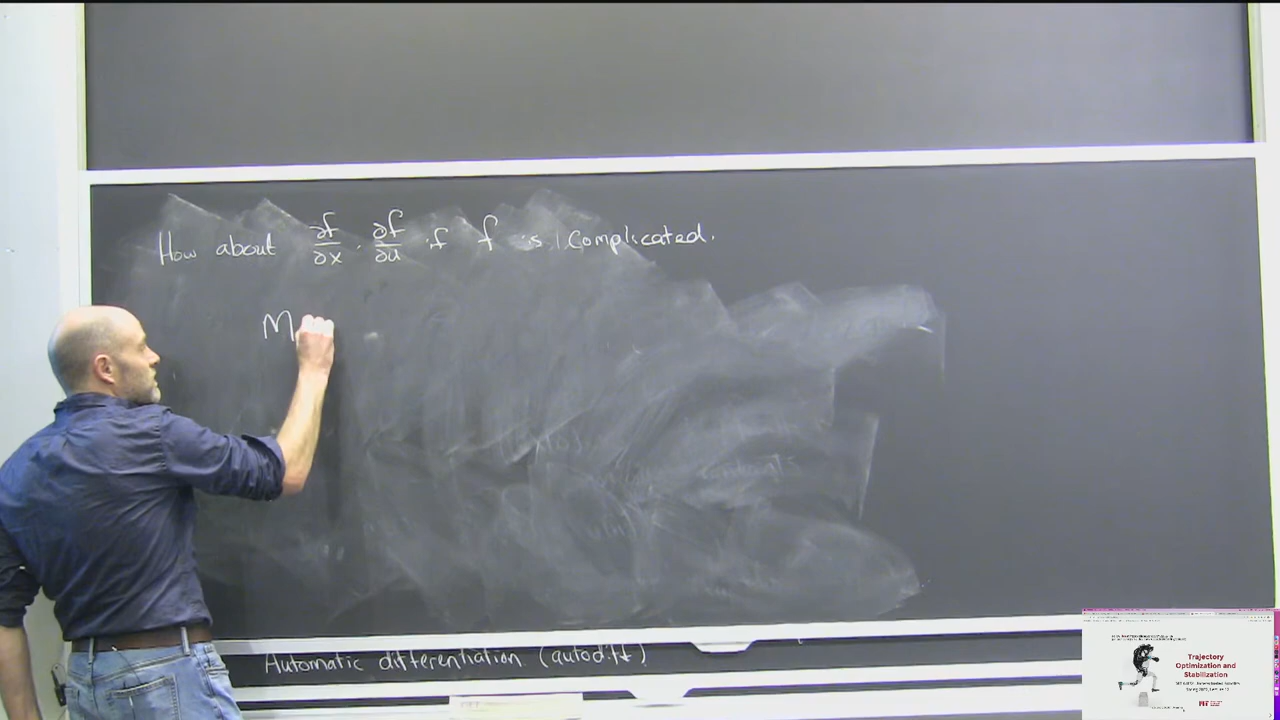 How about ∂f/∂x , ∂f/∂u if f is complicated.
M
Automatic differentiation (autodiff)
Trajectory
Optimization and
Stabilization